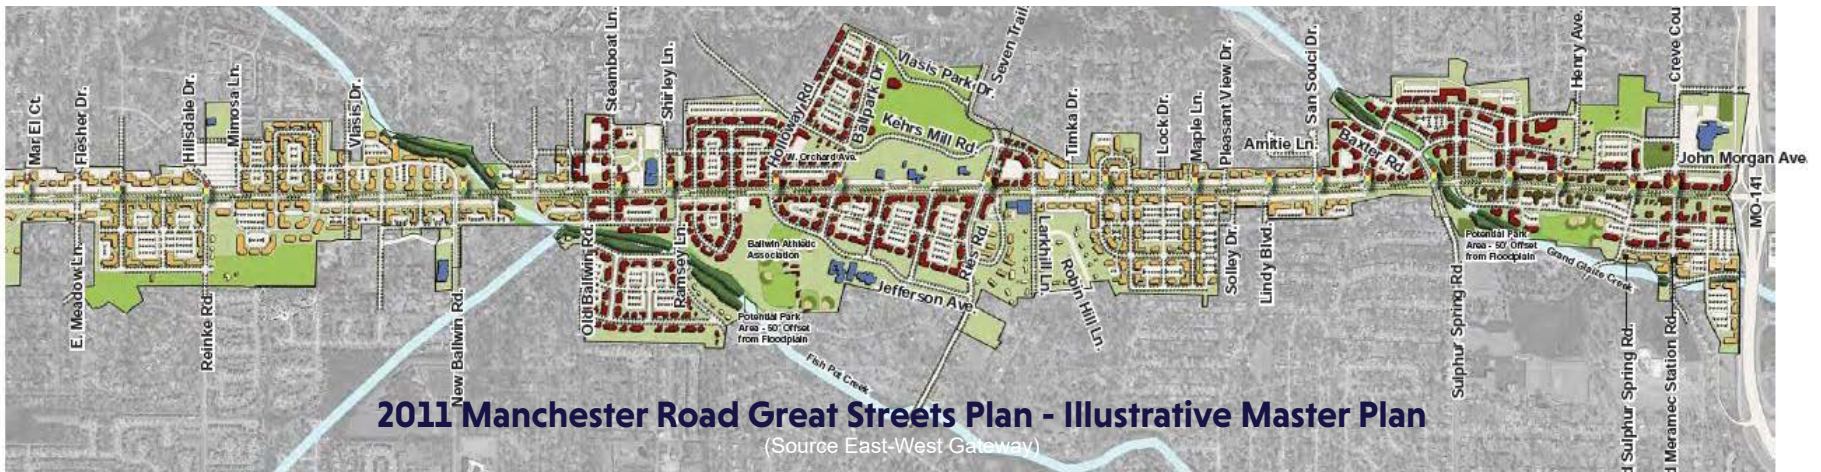 Mar El Ct.
Flesher Dr.
Hillsdale Dr.
Mimosa Ln.
Vlasis Dr.
Steamboat Ln.
Shirley Ln.
Holloway Rd.
Ballpark Dr.
Vlasis Park Dr.
Seven Trail
Kehrs Mill Rd.
W. Orchard Ave.
Timka Dr.
Lock Dr.
Maple Ln.
Pleasant View Dr.
Amitie Ln.
San Souci Dr.
Baxter Rd.
Henry Ave.
Creve Cou
John Morgan Ave
MO-141
E. Meadow Ln.
Reinke Rd.
New Ballwin Rd.
Old Baldwin Rd.
Ramsey Ln.
Ballwin Athletic
Association
Jefferson Ave
Ries Rd.
Larkhill Ln.
Robin Hill Ln.
Solley Dr.
Lindy Blvd.
Sulphur Spring Rd
Potential Park
Area - 50' Offset
from Floodplain
Grand Glaize Creek
d Sulphur Spring Rd.
d Meramec Station Rd.
Potential Park
Area - 50' Offset
from Floodplain
Fish Pot Creek
2011 Manchester Road Great Streets Plan - Illustrative Master Plan
(Source East-West Gateway)